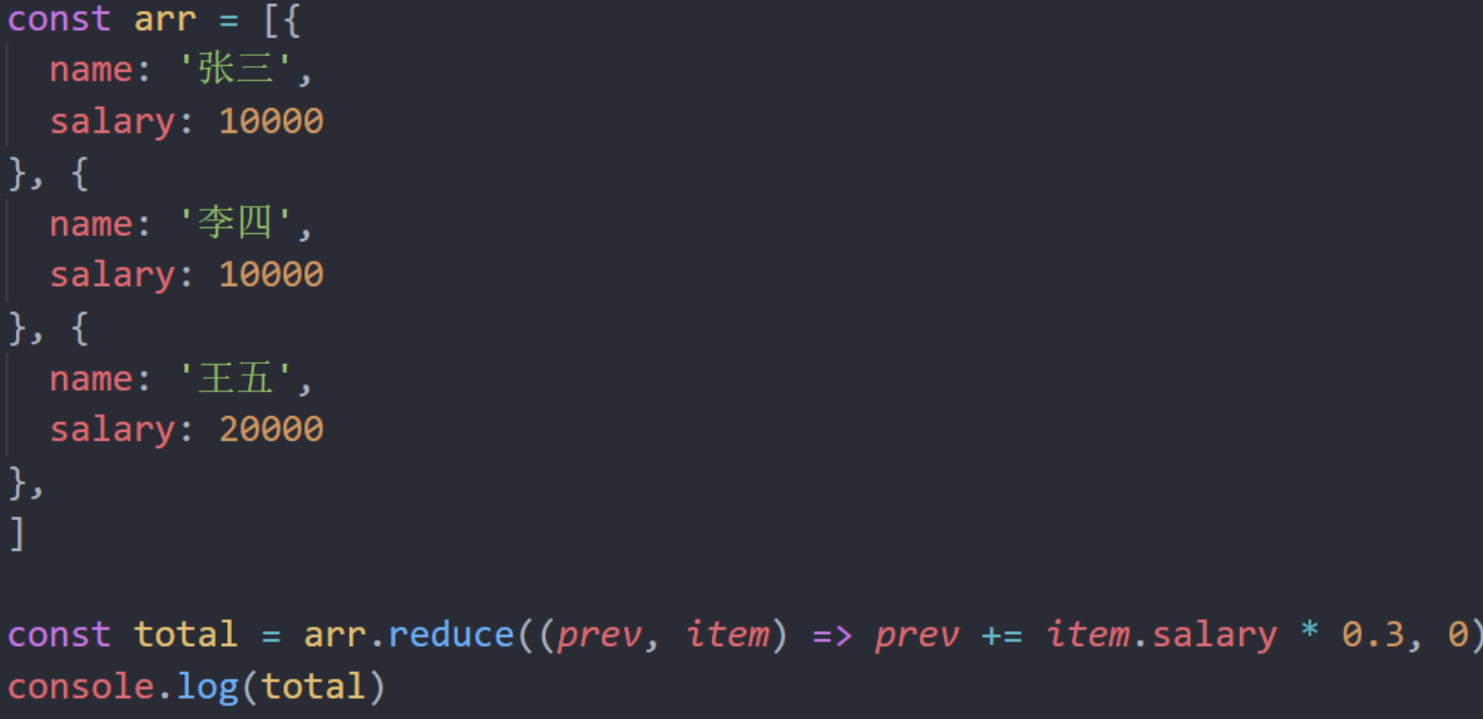 const arr = [{
  name: '张三',
  salary: 10000
}, {
  name: '李四',
  salary: 10000
}, {
  name: '王五',
  salary: 20000
},
]
const total = arr.reduce((prev, item) => prev += item.salary * 0.3, 0)
console.log(total)